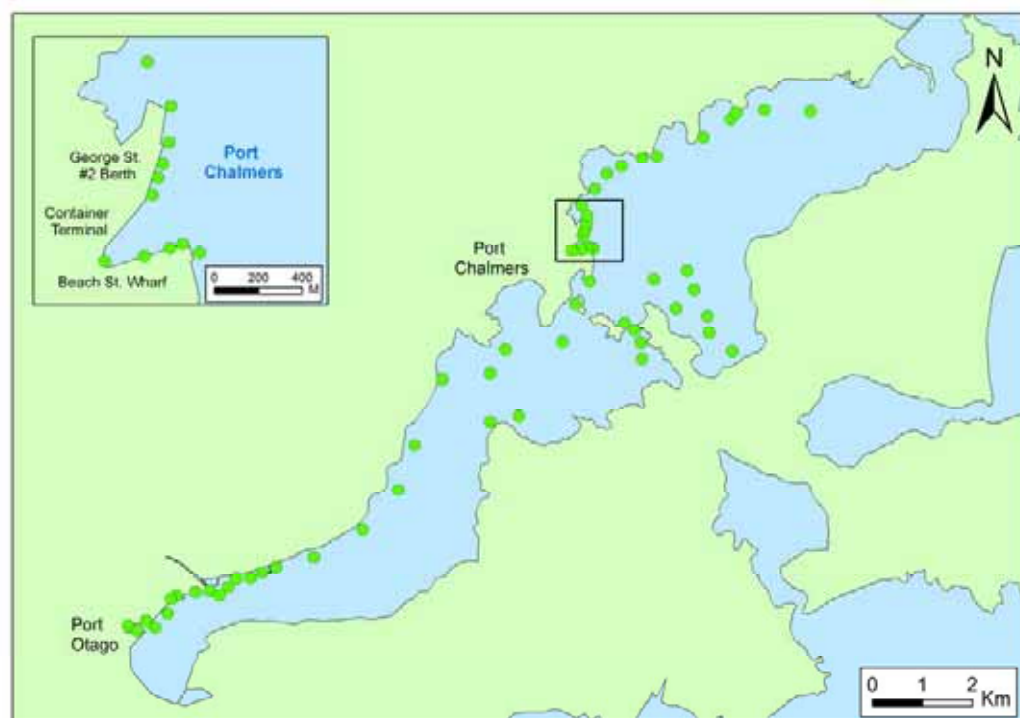 George St.
#2 Berth
Port
Chalmers
Container
Terminal
Beach St. Wharf
0 200 400
M
N
Port
Chalmers
Port
Otago
0 1 2
Km